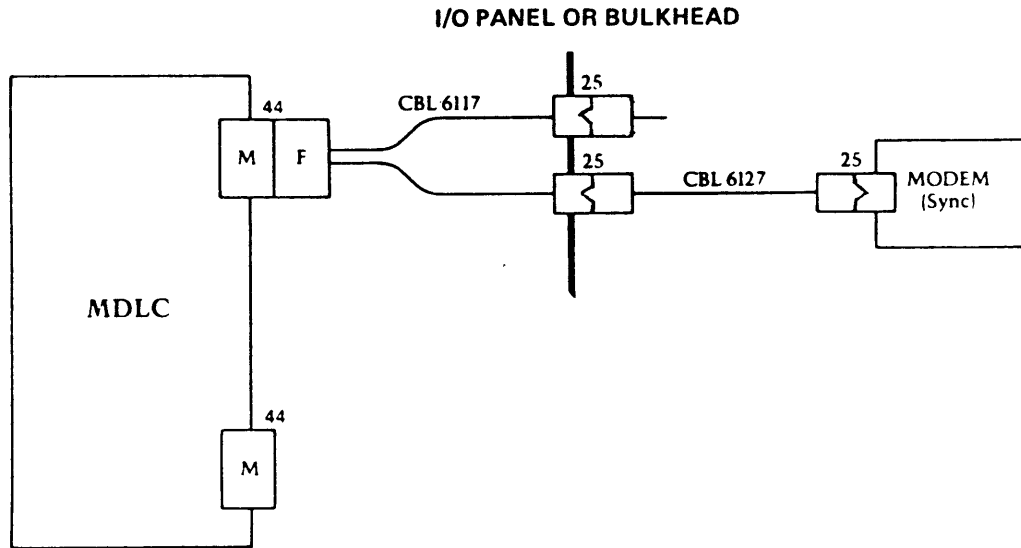 I/O PANEL OR BULKHEAD
25
44
CBL 6117
M F
25
CBL 6127
25
MODEM
(Sync)
MDLC
44
M